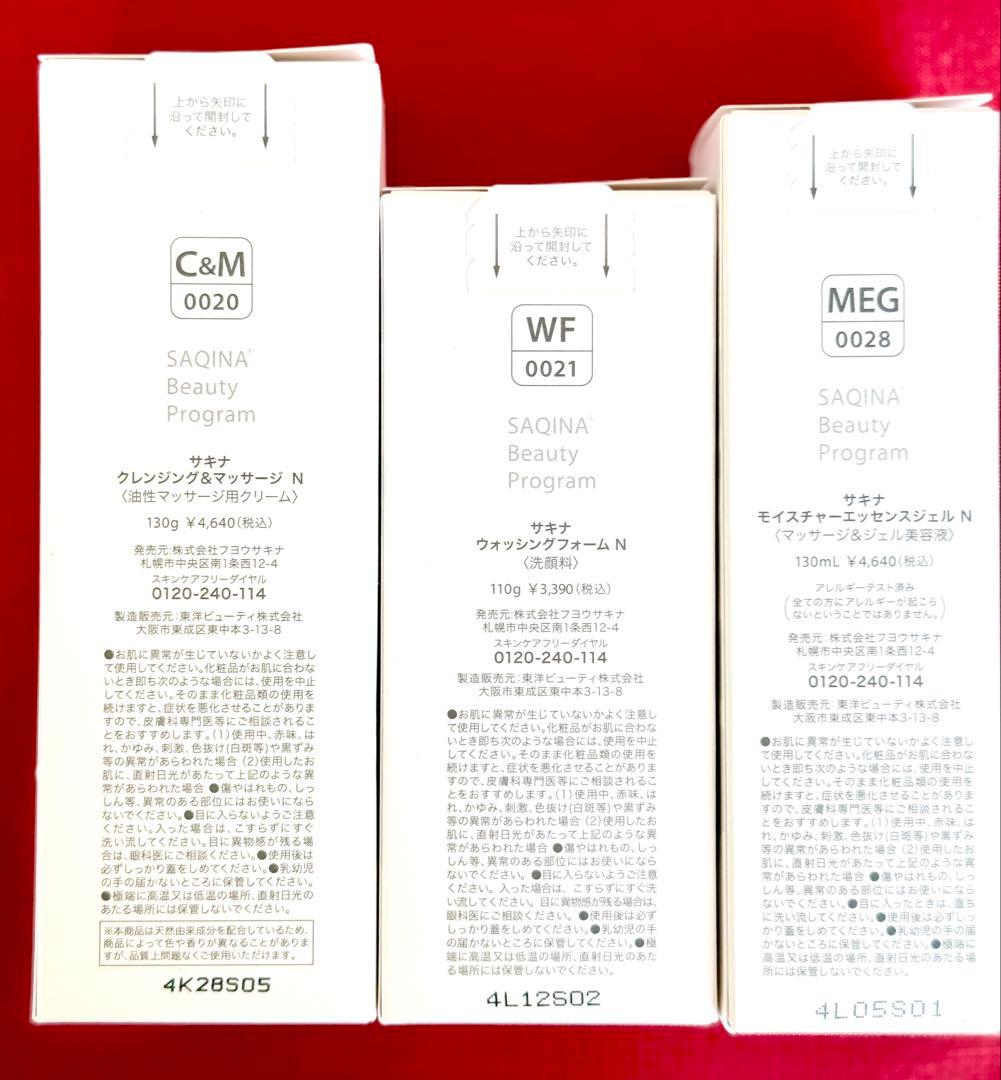 上から矢印に
沿って開封して
ください。
C&M
0020
SAQINA®
Beauty
Program
サキナ
クレンジング&マッサージ N
〈油性マッサージ用クリーム〉
130g ¥4,640(税込)
発売元:株式会社フヨウサキナ
札幌市中央区南1条西12-4
スキンケアフリーダイヤル
0120-240-114
製造販売元:東洋ビューティ株式会社
大阪市東成区東中本3-13-8
●お肌に異常が生じていないかよく注意し
て使用してください。化粧品がお肌に合わな
いとき即ち次のような場合には、使用を中止
してください。そのまま化粧品類の使用を
続けますと、症状を悪化させることがありま
すので、皮膚科専門医等にご相談されるこ
とをおすすめします。(1)使用中、赤味、は
れ、かゆみ、刺激、色抜け(白斑等)や黒ずみ
等の異常があらわれた場合 (2)使用したお
肌に、直射日光があたって上記のような異
常があらわれた場合 ●傷やはれもの、しっ
しん等、異常のある部位にはお使いになら
ないでください。●目に入らないようご注意
ください。入った場合は、こすらずにすぐ
洗い流してください。目に異物感が残る場合
は、眼科医にご相談ください。●使用後は
必ずしっかり蓋をしめてください。●乳幼児
の手の届かないところに保管してください。
●極端に高温又は低温の場所、直射日光の
あたる場所には保管しないでください。
※本商品は天然由来成分を配合しているため、
商品によって色や香りが異なることがありま
すが、品質上問題なくご使用いただけます。
4K28S05
上から矢印に
沿って開封して
ください。
WF
0021
SAQINA®
Beauty
Program
サキナ
ウォッシングフォーム N
〈洗顔料〉
110g ¥3,390(税込)
発売元:株式会社フヨウサキナ
札幌市中央区南1条西12-4
スキンケアフリーダイヤル
0120-240-114
製造販売元:東洋ビューティ株式会社
大阪市東成区東中本3-13-8
●お肌に異常が生じていないかよく注意し
て使用してください。化粧品がお肌に合わな
いとき即ち次のような場合には、使用を中止
してください。そのまま化粧品類の使用を
続けますと、症状を悪化させることがありま
すので、皮膚科専門医等にご相談されるこ
とをおすすめします。(1)使用中、赤味、は
れ、かゆみ、刺激、色抜け(白斑等)や黒ずみ
等の異常があらわれた場合 (2)使用したお
肌に、直射日光があたって上記のような異
常があらわれた場合 ●傷やはれもの、しっ
しん等、異常のある部位にはお使いになら
ないでください。 ●目に入らないようご注意
ください。 入った場合は、こすらずにすぐ洗
い流してください。 目に異物感が残る場合は、
眼科医にご相談ください。 ●使用後は必ずし
っかり蓋をしめてください。●乳幼児の手
の届かないところに保管してください。●極
端に高温又は低温の場所、直射日光のあた
る場所には保管しないでください。
4L12S02
上から矢印に
沿って開封して
ください。
MEG
0028
SAQINA®
Beauty
Program
サキナ
モイスチャーエッセンスジェル N
〈マッサージ&ジェル美容液〉
130mL ¥4,640(税込)
アレルギーテスト済み
(全ての方にアレルギーが起こら
ないということではありません。)
発売元:株式会社フヨウサキナ
札幌市中央区南1条西12-4
スキンケアフリーダイヤル
0120-240-114
製造販売元:東洋ビューティ株式会社
大阪市東成区東中本3-13-8
●お肌に異常が生じていないかよく注意し
て使用してください。化粧品がお肌に合わな
いとき即ち次のような場合には、使用を中止
してください。そのまま化粧品類の使用を
続けますと、症状を悪化させることがありま
すので、皮膚科専門医等にご相談されるこ
とをおすすめします。(1)使用中、赤味、は
れ、かゆみ、刺激、色抜け(白斑等)や黒ずみ
等の異常があらわれた場合 (2)使用したお
肌に、直射日光があたって上記のような異
常があらわれた場合 ●傷やはれもの、しっ
しん等、異常のある部位にはお使いになら
ないでください。●目に入ったときは、直ち
に洗い流してください。●使用後は必ずしっ
かり蓋をしめてください。●乳幼児の手の届
かないところに保管してください。●極端に
高温又は低温の場所、直射日光のあたる場
所には保管しないでください。
4L05S01